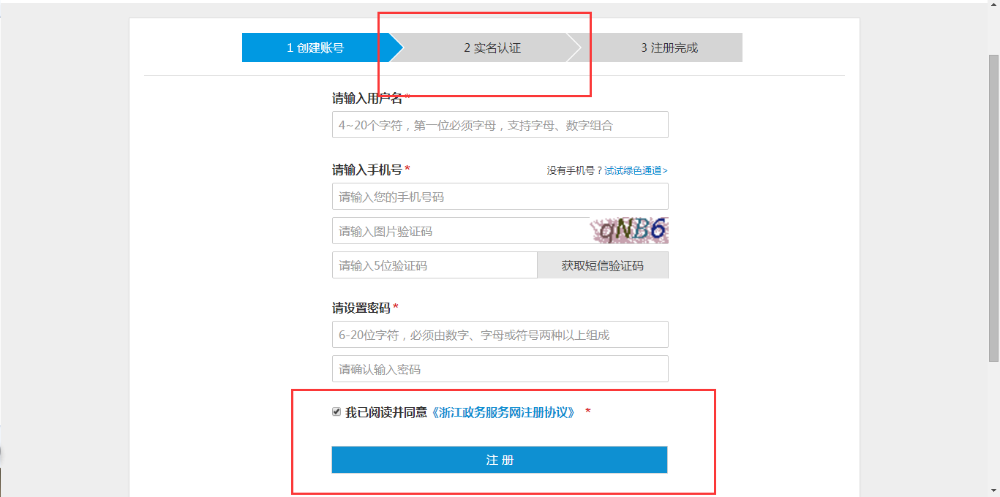 1 创建账号
2 实名认证
3 注册完成
请输入用户名*
4~20个字符，第一位必须字母，支持字母、数字组合
请输入手机号* 没有手机号？试试绿色通道>
请输入您的手机号码
请输入图片验证码 qNB6
请输入5位验证码 获取短信验证码
请设置密码*
6-20位字符，必须由数字、字母或符号两种以上组成
请确认输入密码
我已阅读并同意《浙江政务服务网注册协议》 *
注 册